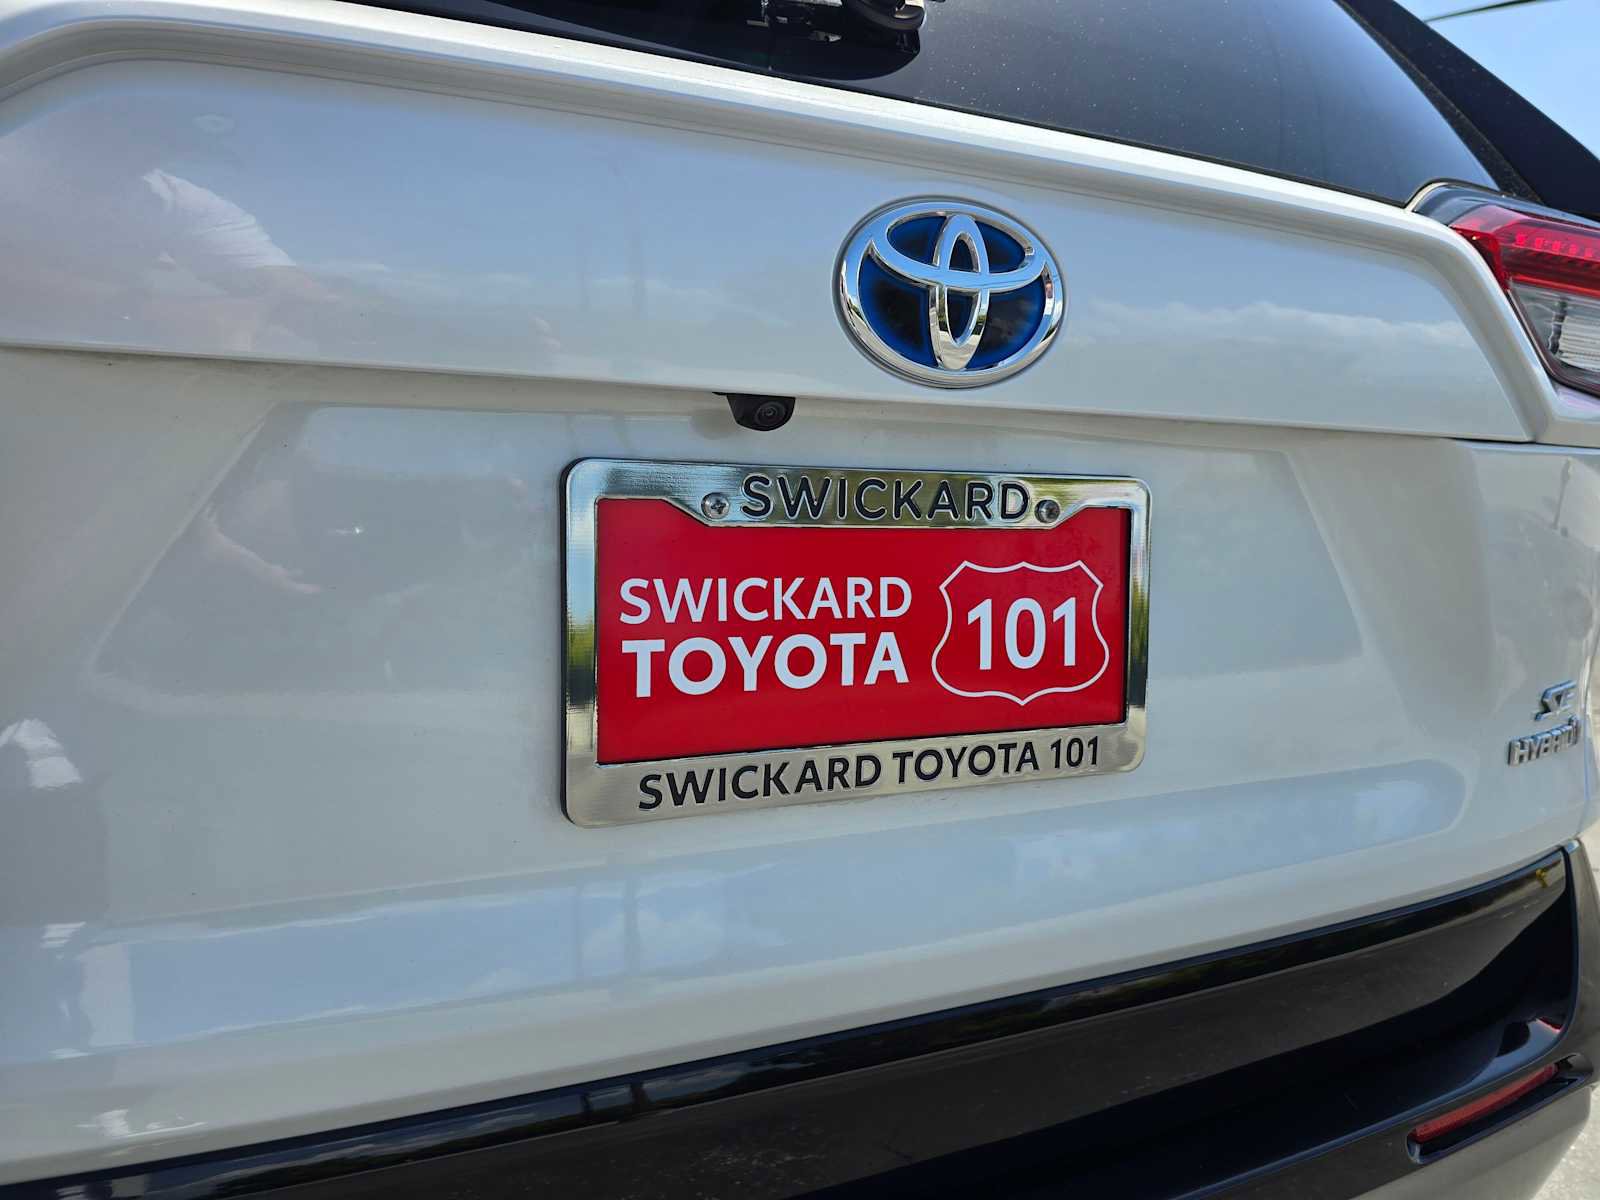 SWICKARD
SWICKARD
TOYOTA
101
SWICKARD TOYOTA 101
SE
HYBRID